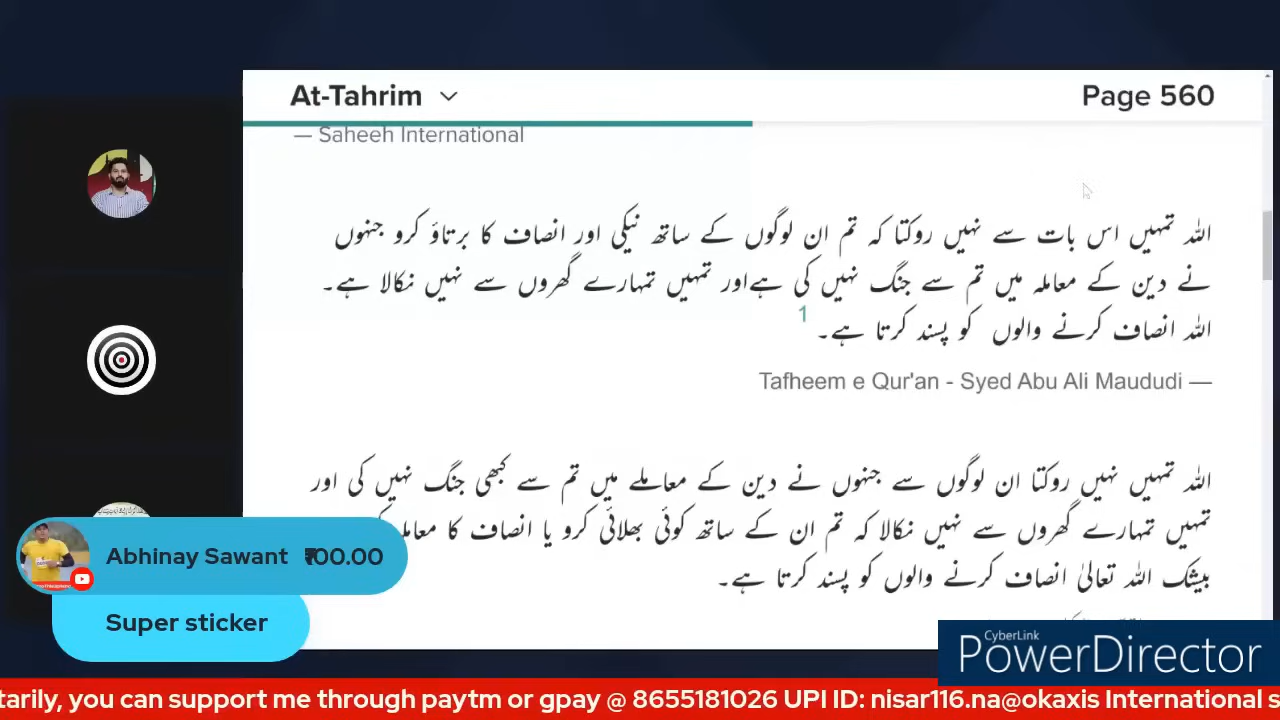 At-Tahrim
Page 560
— Saheeh International
اللہ تمہیں اس بات سے نہیں روکتا کہ تم ان لوگوں کے ساتھ نیکی اور انصاف کا برتاؤ کرو جنہوں
نے دین کے معاملہ میں تم سے جنگ نہیں کی ہےاور تمہیں تمہارے گھروں سے نہیں نکالا ہے۔
اللہ انصاف کرنے والوں کو پسند کرتا ہے۔ 1
Tafheem e Qur'an - Syed Abu Ali Maududi —
اللہ تمہیں نہیں روکتا ان لوگوں سے جنہوں نے دین کے معاملے میں تم سے کبھی جنگ نہیں کی اور
تمہیں تمہارے گھروں سے نہیں نکالا کہ تم ان کے ساتھ کوئی بھلائی کرو یا انصاف کا
بیشک اللہ تعالیٰ انصاف کرنے والوں کو پسند کرتا ہے۔
Abhinay Sawant 00.00
Super sticker
CyberLink
PowerDirector
tarily, you can support me through paytm or gpay @ 8655181026 UPI ID: nisar116.na@okaxis International s